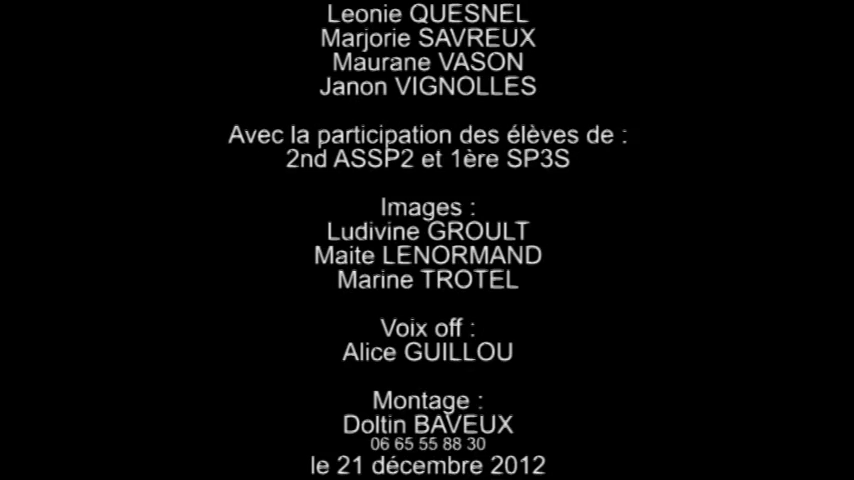 Leonie QUESNEL
Marjorie SAVREUX
Maurane VASON
Janon VIGNOLLES
Avec la participation des élèves de :
2nd ASSP2 et 1ère SP3S
Images :
Ludivine GROULT
Maite LENORMAND
Marine TROTEL
Voix off :
Alice GUILLOU
Montage :
Doltin BAVEUX
06 65 55 88 30
le 21 décembre 2012